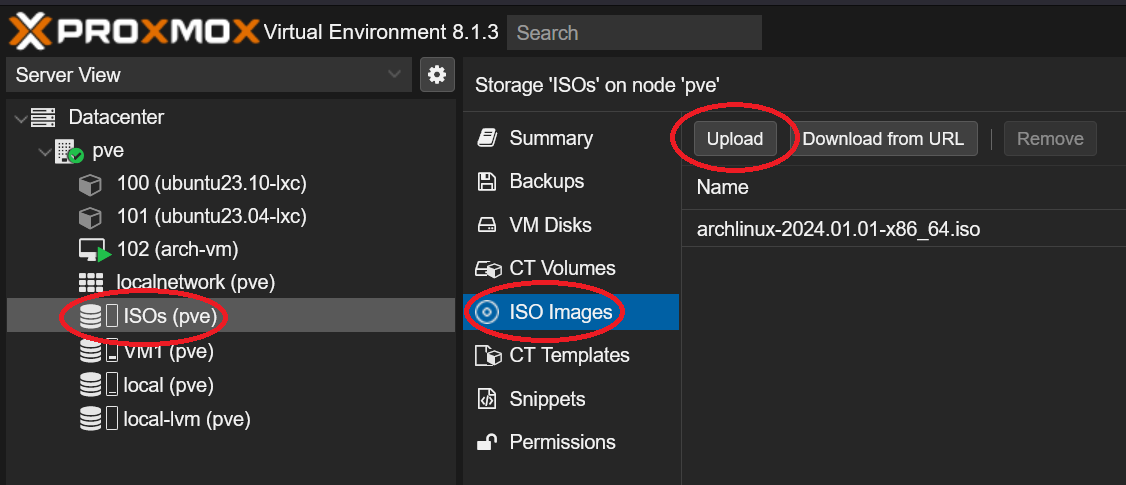 XPROXMOX Virtual Environment 8.1.3 Search
Server View
Datacenter
pve
100 (ubuntu23.10-lxc)
101 (ubuntu23.04-lxc)
102 (arch-vm)
localnetwork (pve)
ISOs (pve)
VM1 (pve)
local (pve)
local-lvm (pve)
Storage 'ISOs' on node 'pve'
Summary
Backups
VM Disks
CT Volumes
ISO Images
CT Templates
Snippets
Permissions
Upload Download from URL Remove
Name
archlinux-2024.01.01-x86_64.iso